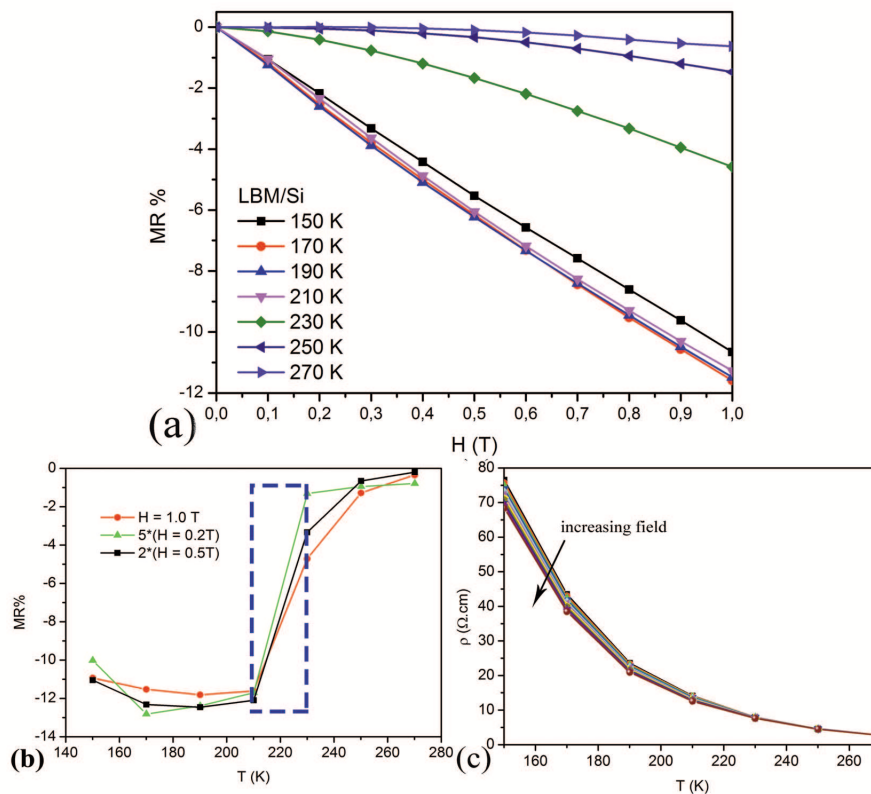 0
-2
-4
-6
-8
-10
-12
MR %
LBM/Si
150 K
170 K
190 K
210 K
230 K
250 K
270 K
0,0 0,1 0,2 0,3 0,4 0,5 0,6 0,7 0,8 0,9 1,0
H (T)
(a)
0
-2
-4
-6
-8
-10
-12
-14
MR%
H = 1.0 T
5*(H = 0.2T)
2*(H = 0.5T)
140 160 180 200 220 240 260 280
T (K)
(b)
80
70
60
50
40
30
20
10
0
ρ (Ω.cm)
increasing field
160 180 200 220 240 260
T (K)
(c)